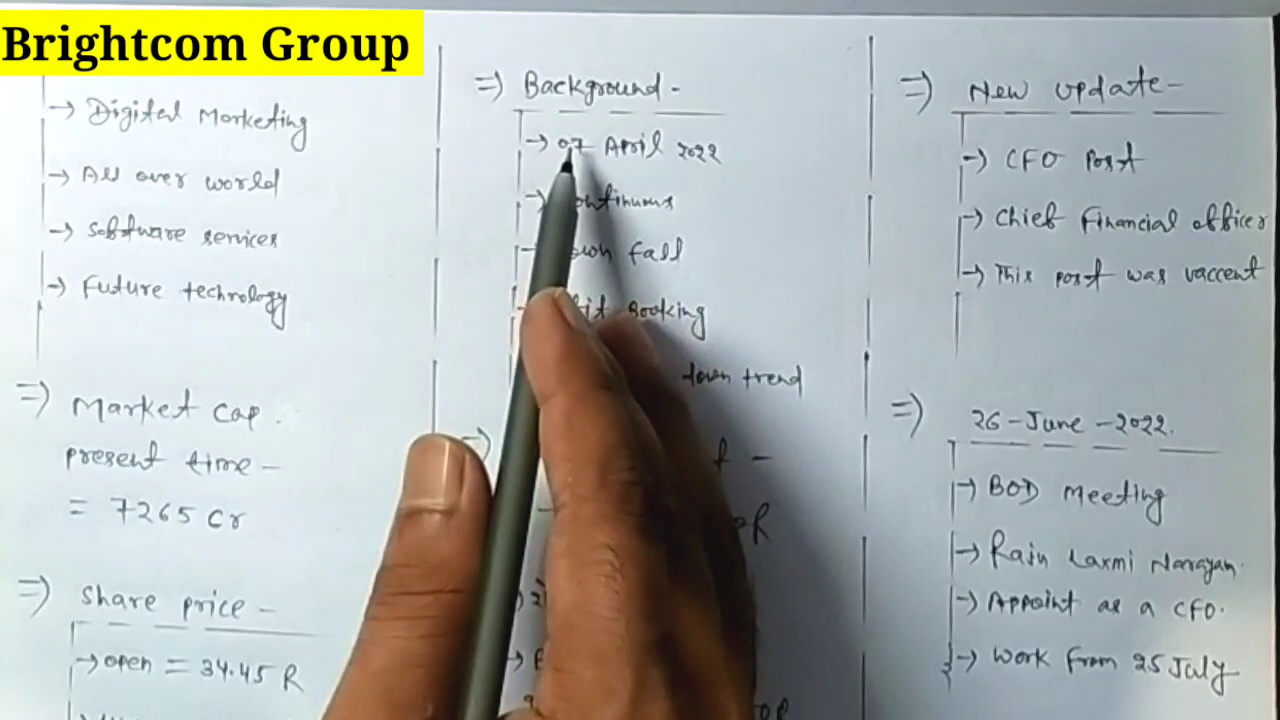 Brightcom Group
→ Digital Marketing
→ All over world
→ Software services
→ Future technology
⇒ Market Cap.
present time -
= 7265 Cr
⇒ Share price -
→ open = 34.45 R
⇒ Background -
→ 07 April 2022
fall
Booking
down trend
⇒ New Update -
→ CFO Post
→ Chief Financial officer
→ This post was vaccent
⇒ 26-June-2022.
→ BOD Meeting
→ Raju Laxmi Narayan.
→ Appoint as a CFO.
→ Work From 25 July